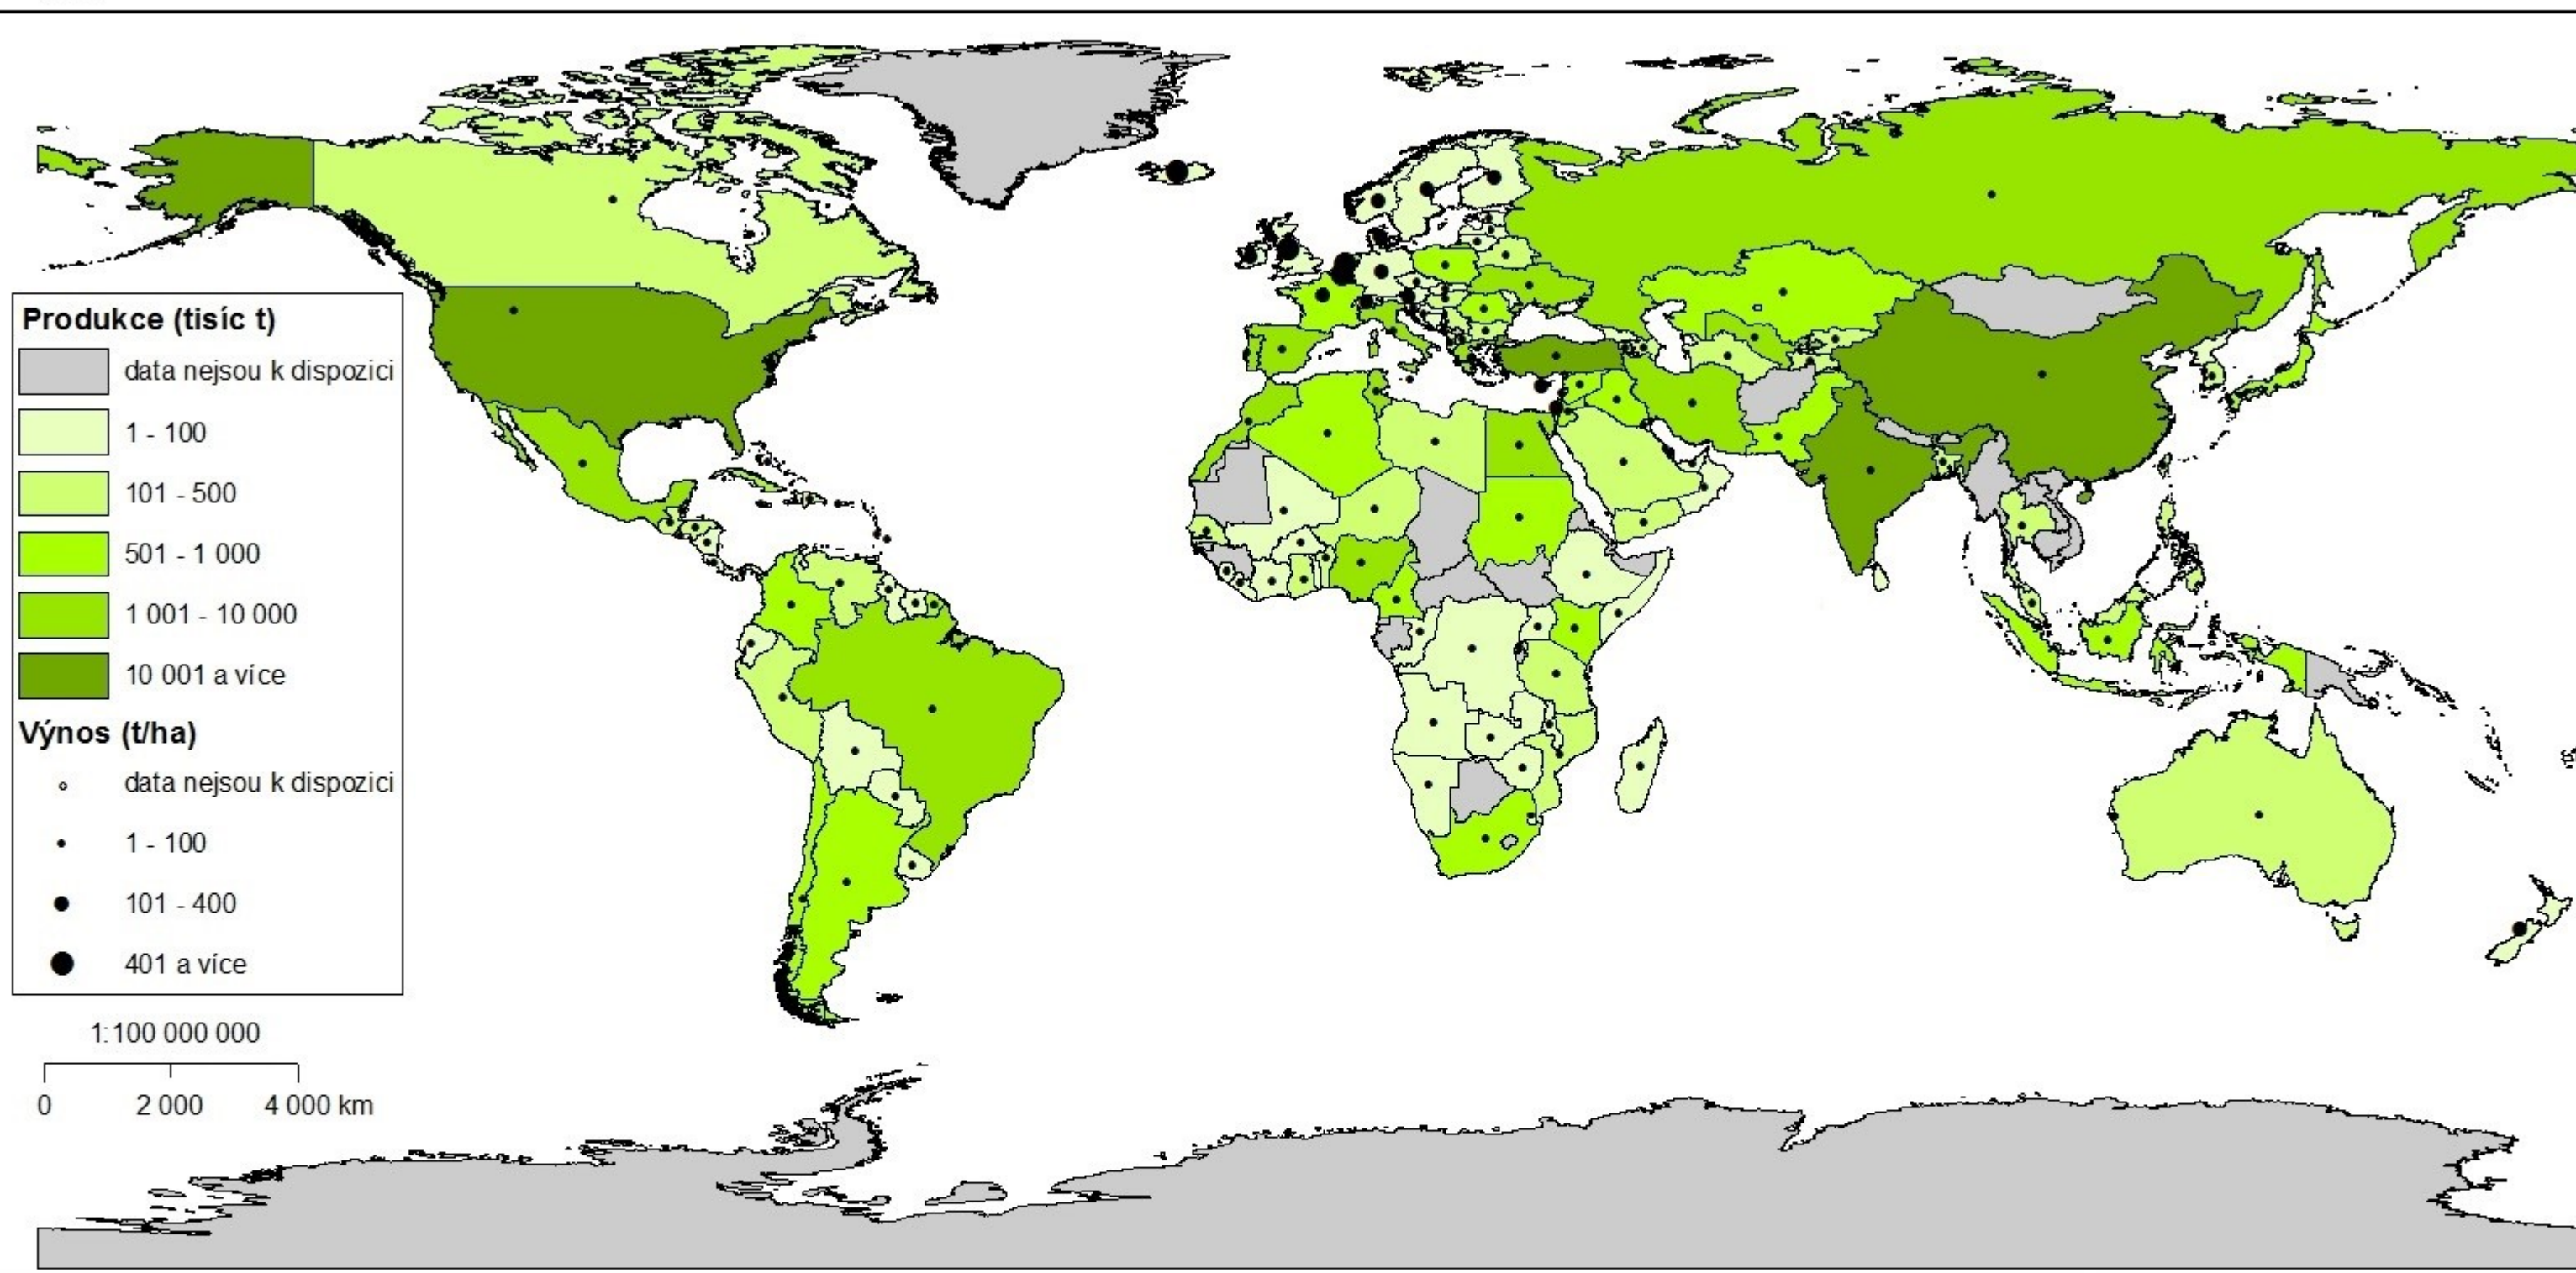 Produkce (tisíc t)
data nejsou k dispozici
1 - 100
101 - 500
501 - 1 000
1 001 - 10 000
10 001 a více
Výnos (t/ha)
data nejsou k dispozici
1 - 100
101 - 400
401 a více
1:100 000 000
0 2 000 4 000 km